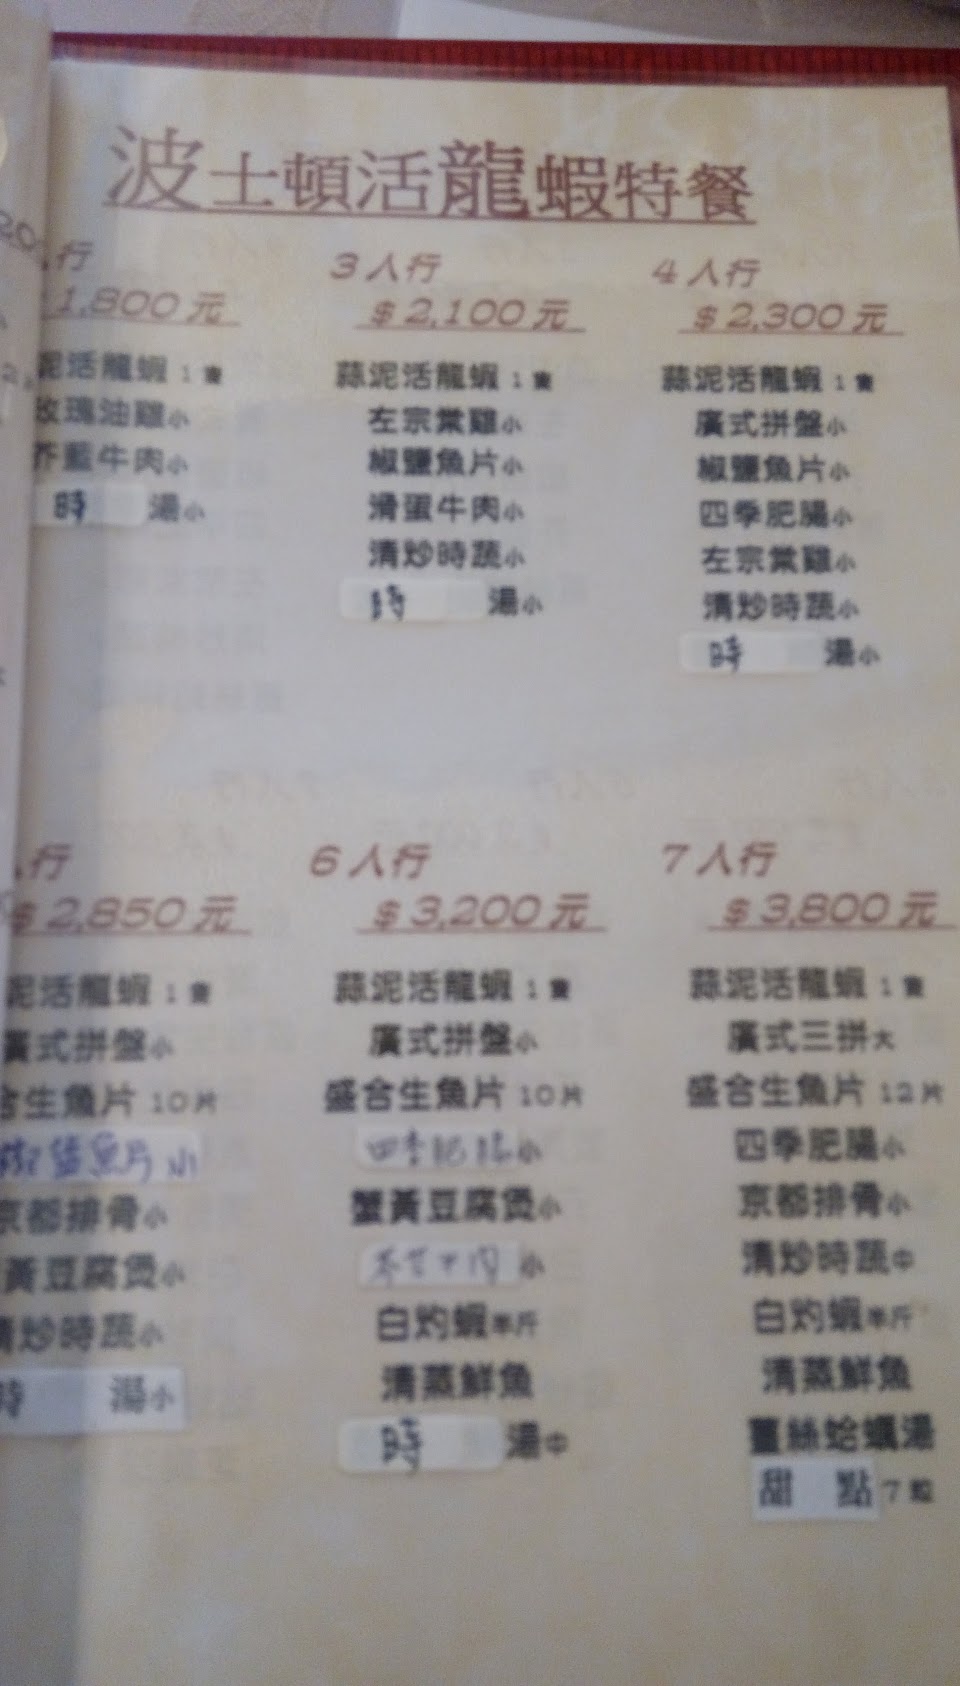 波士頓活龍蝦特餐
人行
$1,800元
泥活龍蝦 1隻
玫瑰油雞小
芥藍牛肉小
時 湯小
3人行
$2,100元
蒜泥活龍蝦 1隻
左宗棠雞小
椒鹽魚片小
滑蛋牛肉小
清炒時蔬小
時 湯小
4人行
$2,300元
蒜泥活龍蝦 1隻
廣式拼盤小
椒鹽魚片小
四季肥腸小
左宗棠雞小
清炒時蔬小
時 湯小
人行
$2,850元
泥活龍蝦 1隻
廣式拼盤小
合生魚片 10片
椒鹽魚片小
京都排骨小
黃豆腐煲小
清炒時蔬小
時 湯小
6人行
$3,200元
蒜泥活龍蝦 1隻
廣式拼盤小
盛合生魚片 10片
四季肥腸小
蟹黃豆腐煲小
牛肉小
白灼蝦半斤
清蒸鮮魚
時 湯中
7人行
$3,800元
蒜泥活龍蝦 1隻
廣式三拼大
盛合生魚片 12片
四季肥腸小
京都排骨小
清炒時蔬中
白灼蝦半斤
清蒸鮮魚
薑絲蛤蠣湯
甜 點 7